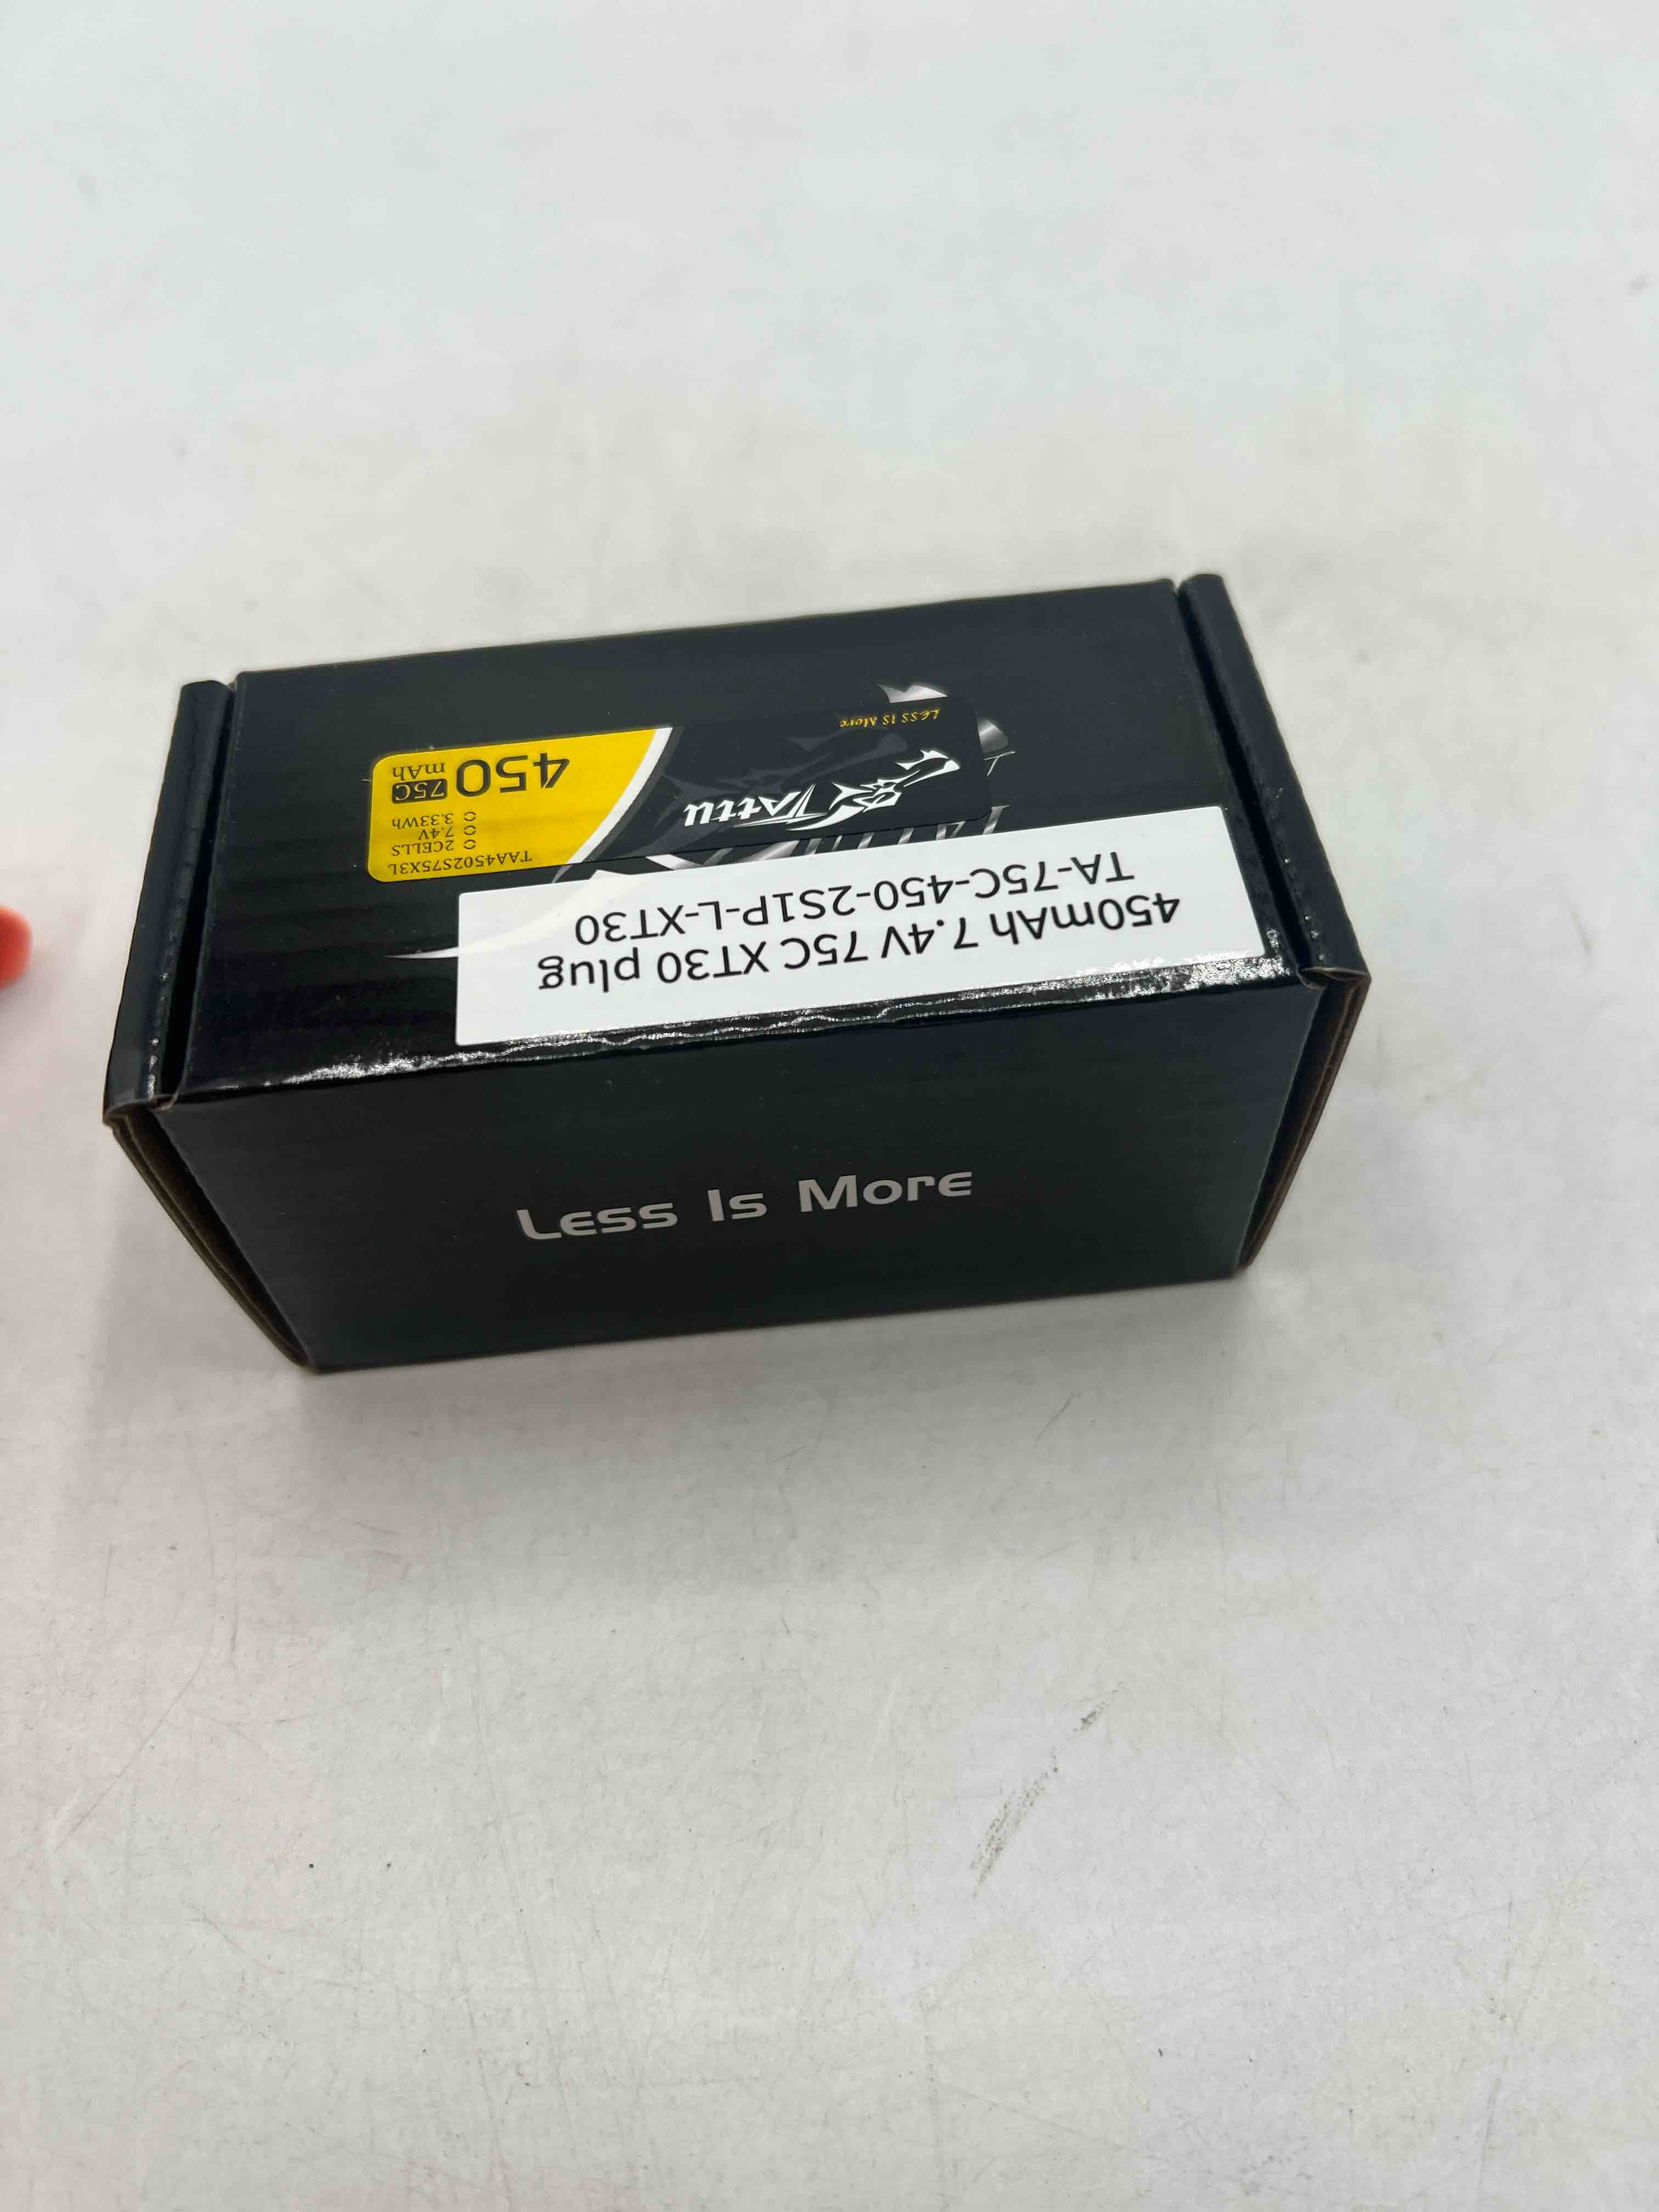 LESS IS More
TATTU
450
75C
mAh
TAA4502S75X3L
2CELLS
7.4V
3.33Wh
450mAh 7.4V 75C XT30 plug
TA-75C-450-2S1P-L-XT30
Less Is More